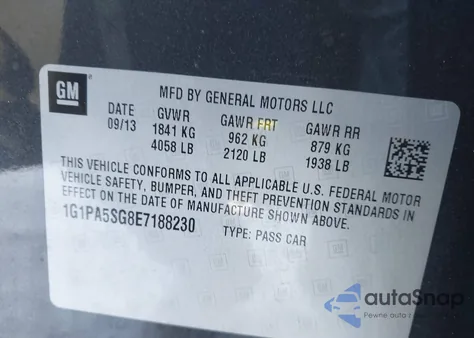 GM
MFD BY GENERAL MOTORS LLC
DATE GVWR GAWR FRT GAWR RR
09/13 1841 KG 962 KG 879 KG
4058 LB 2120 LB 1938 LB
THIS VEHICLE CONFORMS TO ALL APPLICABLE U.S. FEDERAL MOTOR
VEHICLE SAFETY, BUMPER, AND THEFT PREVENTION STANDARDS IN
EFFECT ON THE DATE OF MANUFACTURE SHOWN ABOVE.
1G1PA5SG8E7188230 TYPE: PASS CAR
autoSnap
Pewne auto